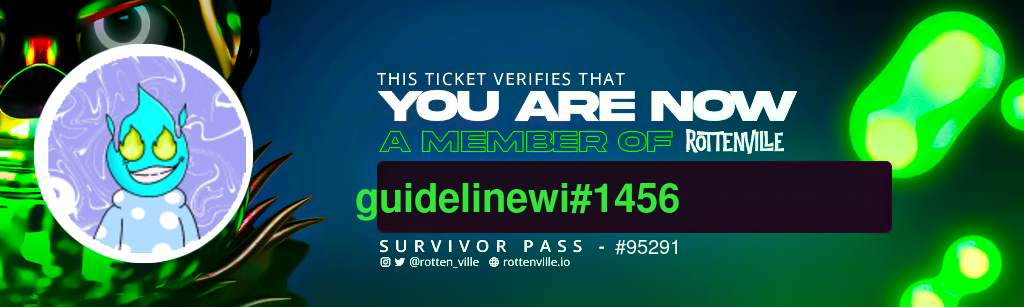 THIS TICKET VERIFIES THAT
YOU ARE NOW
A MEMBER OF ROTTENVILLE
guidelinewi#1456
SURVIVOR PASS - #95291
@rotten_ville rottenville.io